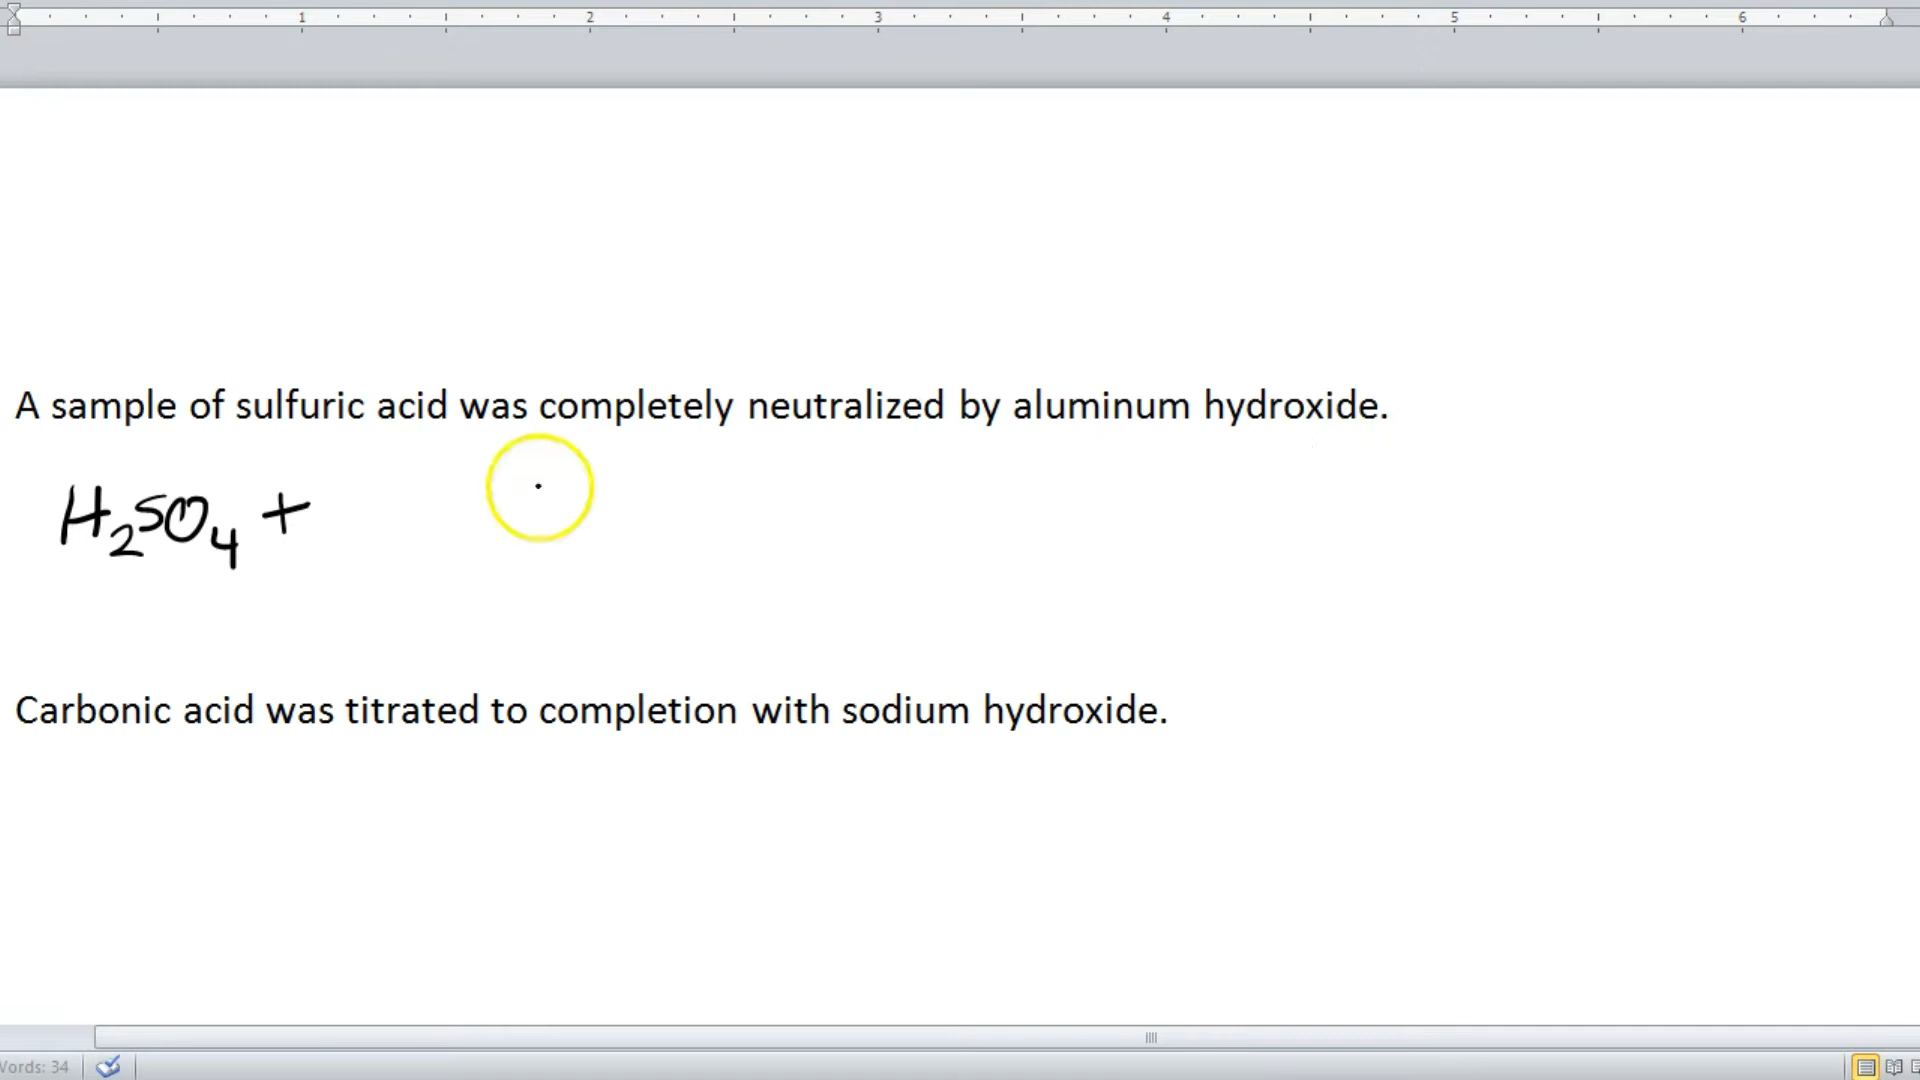 1 2 3 4 5 6
A sample of sulfuric acid was completely neutralized by aluminum hydroxide.
H₂SO₄ +
Carbonic acid was titrated to completion with sodium hydroxide.
Words: 34